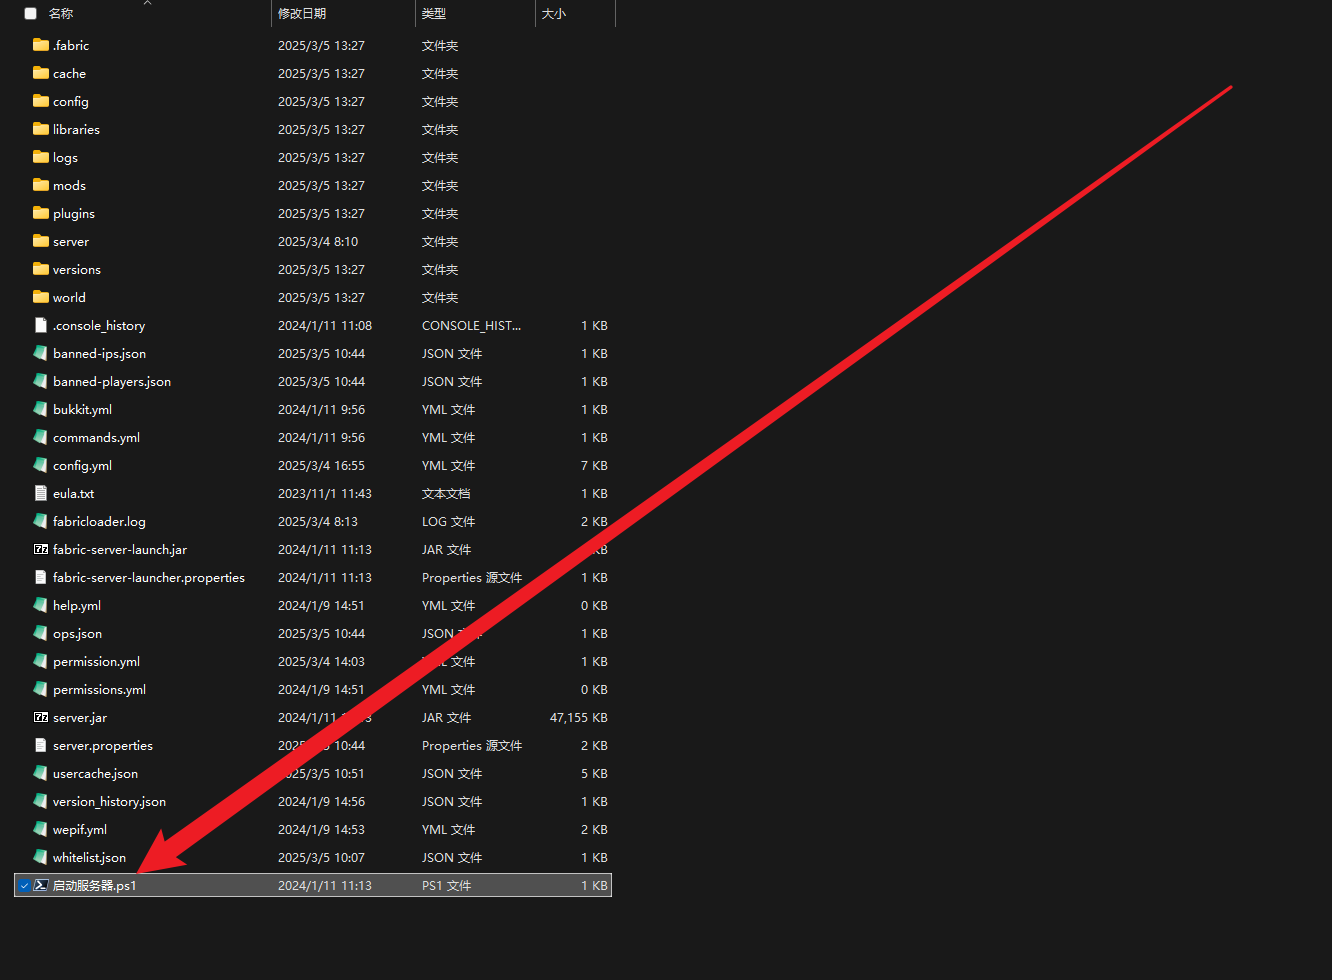 名称 修改日期 类型 大小
.fabric 2025/3/5 13:27 文件夹
cache 2025/3/5 13:27 文件夹
config 2025/3/5 13:27 文件夹
libraries 2025/3/5 13:27 文件夹
logs 2025/3/5 13:27 文件夹
mods 2025/3/5 13:27 文件夹
plugins 2025/3/5 13:27 文件夹
server 2025/3/4 8:10 文件夹
versions 2025/3/5 13:27 文件夹
world 2025/3/5 13:27 文件夹
.console_history 2024/1/11 11:08 CONSOLE_HIST... 1 KB
banned-ips.json 2025/3/5 10:44 JSON 文件 1 KB
banned-players.json 2025/3/5 10:44 JSON 文件 1 KB
bukkit.yml 2024/1/11 9:56 YML 文件 1 KB
commands.yml 2024/1/11 9:56 YML 文件 1 KB
config.yml 2025/3/4 16:55 YML 文件 7 KB
eula.txt 2023/11/1 11:43 文本文档 1 KB
fabricloader.log 2025/3/4 8:13 LOG 文件 2 KB
fabric-server-launch.jar 2024/1/11 11:13 JAR 文件 KB
fabric-server-launcher.properties 2024/1/11 11:13 Properties 源文件 1 KB
help.yml 2024/1/9 14:51 YML 文件 0 KB
ops.json 2025/3/5 10:44 JSON 1 KB
permission.yml 2025/3/4 14:03 文件 1 KB
permissions.yml 2024/1/9 14:51 YML 文件 0 KB
server.jar 2024/1/11 JAR 文件 47,155 KB
server.properties 10:44 Properties 源文件 2 KB
usercache.json 2025/3/5 10:51 JSON 文件 5 KB
version_history.json 2024/1/9 14:56 JSON 文件 1 KB
wepif.yml 2024/1/9 14:53 YML 文件 2 KB
whitelist.json 2025/3/5 10:07 JSON 文件 1 KB
启动服务器.ps1 2024/1/11 11:13 PS1 文件 1 KB